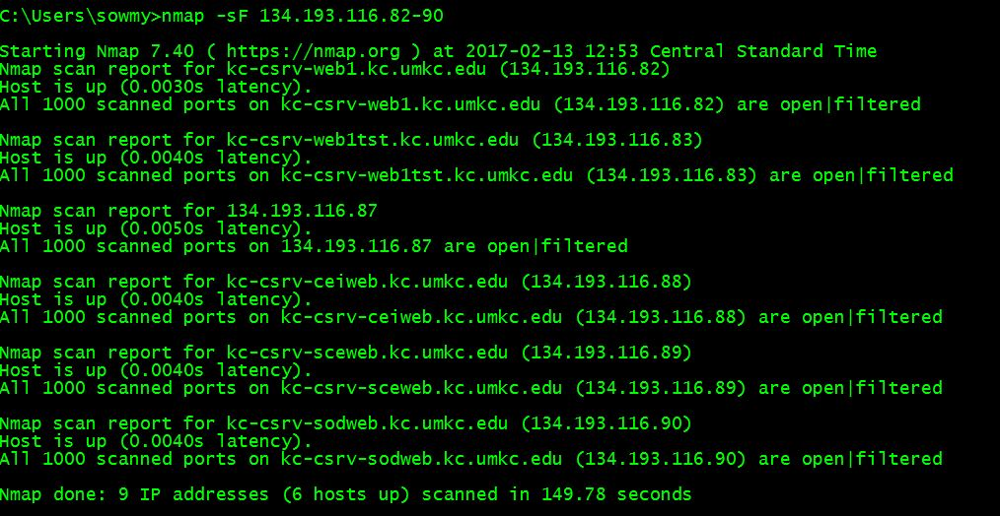 C:\Users\sowmy>nmap -sF 134.193.116.82-90
Starting Nmap 7.40 ( https://nmap.org ) at 2017-02-13 12:53 Central Standard Time
Nmap scan report for kc-csrv-web1.kc.umkc.edu (134.193.116.82)
Host is up (0.0030s latency).
All 1000 scanned ports on kc-csrv-web1.kc.umkc.edu (134.193.116.82) are open|filtered
Nmap scan report for kc-csrv-web1tst.kc.umkc.edu (134.193.116.83)
Host is up (0.0040s latency).
All 1000 scanned ports on kc-csrv-web1tst.kc.umkc.edu (134.193.116.83) are open|filtered
Nmap scan report for 134.193.116.87
Host is up (0.0050s latency).
All 1000 scanned ports on 134.193.116.87 are open|filtered
Nmap scan report for kc-csrv-ceiweb.kc.umkc.edu (134.193.116.88)
Host is up (0.0040s latency).
All 1000 scanned ports on kc-csrv-ceiweb.kc.umkc.edu (134.193.116.88) are open|filtered
Nmap scan report for kc-csrv-sceweb.kc.umkc.edu (134.193.116.89)
Host is up (0.0040s latency).
All 1000 scanned ports on kc-csrv-sceweb.kc.umkc.edu (134.193.116.89) are open|filtered
Nmap scan report for kc-csrv-sodweb.kc.umkc.edu (134.193.116.90)
Host is up (0.0040s latency).
All 1000 scanned ports on kc-csrv-sodweb.kc.umkc.edu (134.193.116.90) are open|filtered
Nmap done: 9 IP addresses (6 hosts up) scanned in 149.78 seconds